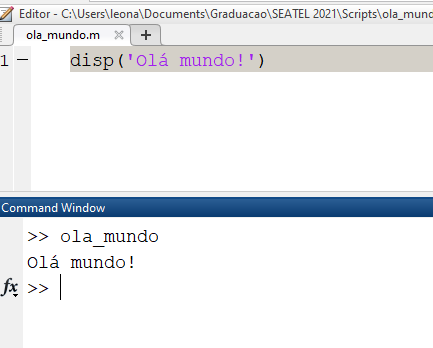 Editor - C:\Users\leona\Documents\Graduacao\SEATEL 2021\Scripts\ola_mund
ola_mundo.m
1 disp('Olá mundo!')
Command Window
>> ola_mundo
Olá mundo!
fx >>